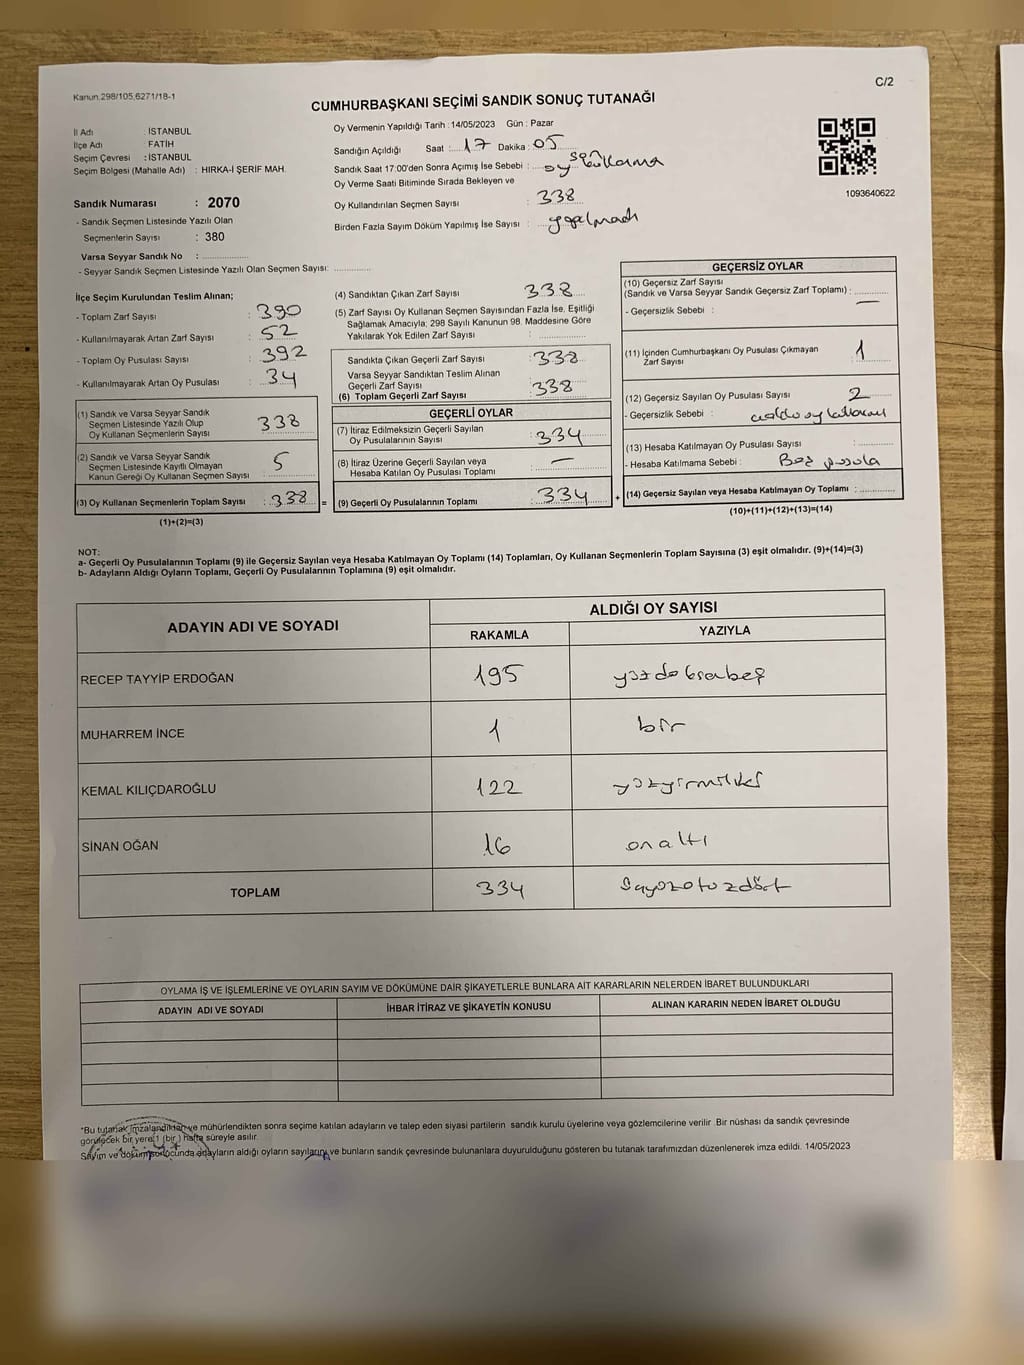 Kanun.298/105,6271/18-1
C/2
CUMHURBAŞKANI SEÇİMİ SANDIK SONUÇ TUTANAĞI
İl Adı : İSTANBUL
İlçe Adı : FATİH
Seçim Çevresi : İSTANBUL
Seçim Bölgesi (Mahalle Adı) : HIRKA-İ ŞERİF MAH.
Sandık Numarası : 2070
- Sandık Seçmen Listesinde Yazılı Olan
Seçmenlerin Sayısı : 380
Varsa Seyyar Sandık No :
- Seyyar Sandık Seçmen Listesinde Yazılı Olan Seçmen Sayısı:
Oy Vermenin Yapıldığı Tarih :14/05/2023 Gün : Pazar
Sandığın Açıldığı Saat : 17 Dakika : 05
Sandık Saat 17:00'den Sonra Açımış İse Sebebi : oy
Oy Verme Saati Bitiminde Sırada Bekleyen ve
Oy Kullandırılan Seçmen Sayısı : 338
Birden Fazla Sayım Döküm Yapılmış İse Sayısı :
1093640622
İlçe Seçim Kurulundan Teslim Alınan;
- Toplam Zarf Sayısı : 390
- Kullanılmayarak Artan Zarf Sayısı : 52
- Toplam Oy Pusulası Sayısı : 392
- Kullanılmayarak Artan Oy Pusulası : 34
(1) Sandık ve Varsa Seyyar Sandık
Seçmen Listesinde Yazılı Olup
Oy Kullanan Seçmenlerin Sayısı : 338
(2) Sandık ve Varsa Seyyar Sandık
Seçmen Listesinde Kayıtlı Olmayan
Kanun Gereği Oy Kullanan Seçmen Sayısı : 5
(3) Oy Kullanan Seçmenlerin Toplam Sayısı : 338 =
(1)+(2)=(3)
(4) Sandıktan Çıkan Zarf Sayısı : 338
(5) Zarf Sayısı Oy Kullanan Seçmen Sayısından Fazla İse, Eşitliği
Sağlamak Amacıyla; 298 Sayılı Kanunun 98. Maddesine Göre
Yakılarak Yok Edilen Zarf Sayısı :
Sandıkta Çıkan Geçerli Zarf Sayısı : 338
Varsa Seyyar Sandıktan Teslim Alınan
Geçerli Zarf Sayısı : 338
(6) Toplam Geçerli Zarf Sayısı
GEÇERLİ OYLAR
(7) İtiraz Edilmeksizin Geçerli Sayılan
Oy Pusulalarının Sayısı : 334
(8) İtiraz Üzerine Geçerli Sayılan veya
Hesaba Katılan Oy Pusulası Toplamı : —
(9) Geçerli Oy Pusulalarının Toplamı : 334 +
GEÇERSİZ OYLAR
(10) Geçersiz Zarf Sayısı
(Sandık ve Varsa Seyyar Sandık Geçersiz Zarf Toplamı) : —
- Geçersizlik Sebebi :
(11) İçinden Cumhurbaşkanı Oy Pusulası Çıkmayan
Zarf Sayısı : 1
(12) Geçersiz Sayılan Oy Pusulası Sayısı : 2
- Geçersizlik Sebebi :
(13) Hesaba Katılmayan Oy Pusulası Sayısı :
- Hesaba Katılmama Sebebi : Boş pusula
(14) Geçersiz Sayılan veya Hesaba Katılmayan Oy Toplamı :
(10)+(11)+(12)+(13)=(14)
NOT:
a- Geçerli Oy Pusulalarının Toplamı (9) ile Geçersiz Sayılan veya Hesaba Katılmayan Oy Toplamı (14) Toplamları, Oy Kullanan Seçmenlerin Toplam Sayısına (3) eşit olmalıdır. (9)+(14)=(3)
b- Adayların Aldığı Oyların Toplamı, Geçerli Oy Pusulalarının Toplamına (9) eşit olmalıdır.
ADAYIN ADI VE SOYADI
ALDIĞI OY SAYISI
RAKAMLA YAZIYLA
RECEP TAYYİP ERDOĞAN 195 yüzdoksanbeş
MUHARREM İNCE 1 bir
KEMAL KILIÇDAROĞLU 122 yüzyirmiiki
SİNAN OĞAN 16 onaltı
TOPLAM 334 üçyüzotuzdört
OYLAMA İŞ VE İŞLEMLERİNE VE OYLARIN SAYIM VE DÖKÜMÜNE DAİR ŞİKAYETLERLE BUNLARA AİT KARARLARIN NELERDEN İBARET BULUNDUKLARI
ADAYIN ADI VE SOYADI
İHBAR İTİRAZ VE ŞİKAYETİN KONUSU
ALINAN KARARIN NEDEN İBARET OLDUĞU
*Bu tutanak imzalandıktan ve mühürlendikten sonra seçime katılan adayların ve talep eden siyasi partilerin sandık kurulu üyelerine veya gözlemcilerine verilir. Bir nüshası da sandık çevresinde
görülecek bir yere 1 (bir ) hafta süreyle asılır.
Sayım ve döküm sonucunda adayların aldığı oyların sayılarını ve bunların sandık çevresinde bulunanlara duyurulduğunu gösteren bu tutanak tarafımızdan düzenlenerek imza edildi. 14/05/2023